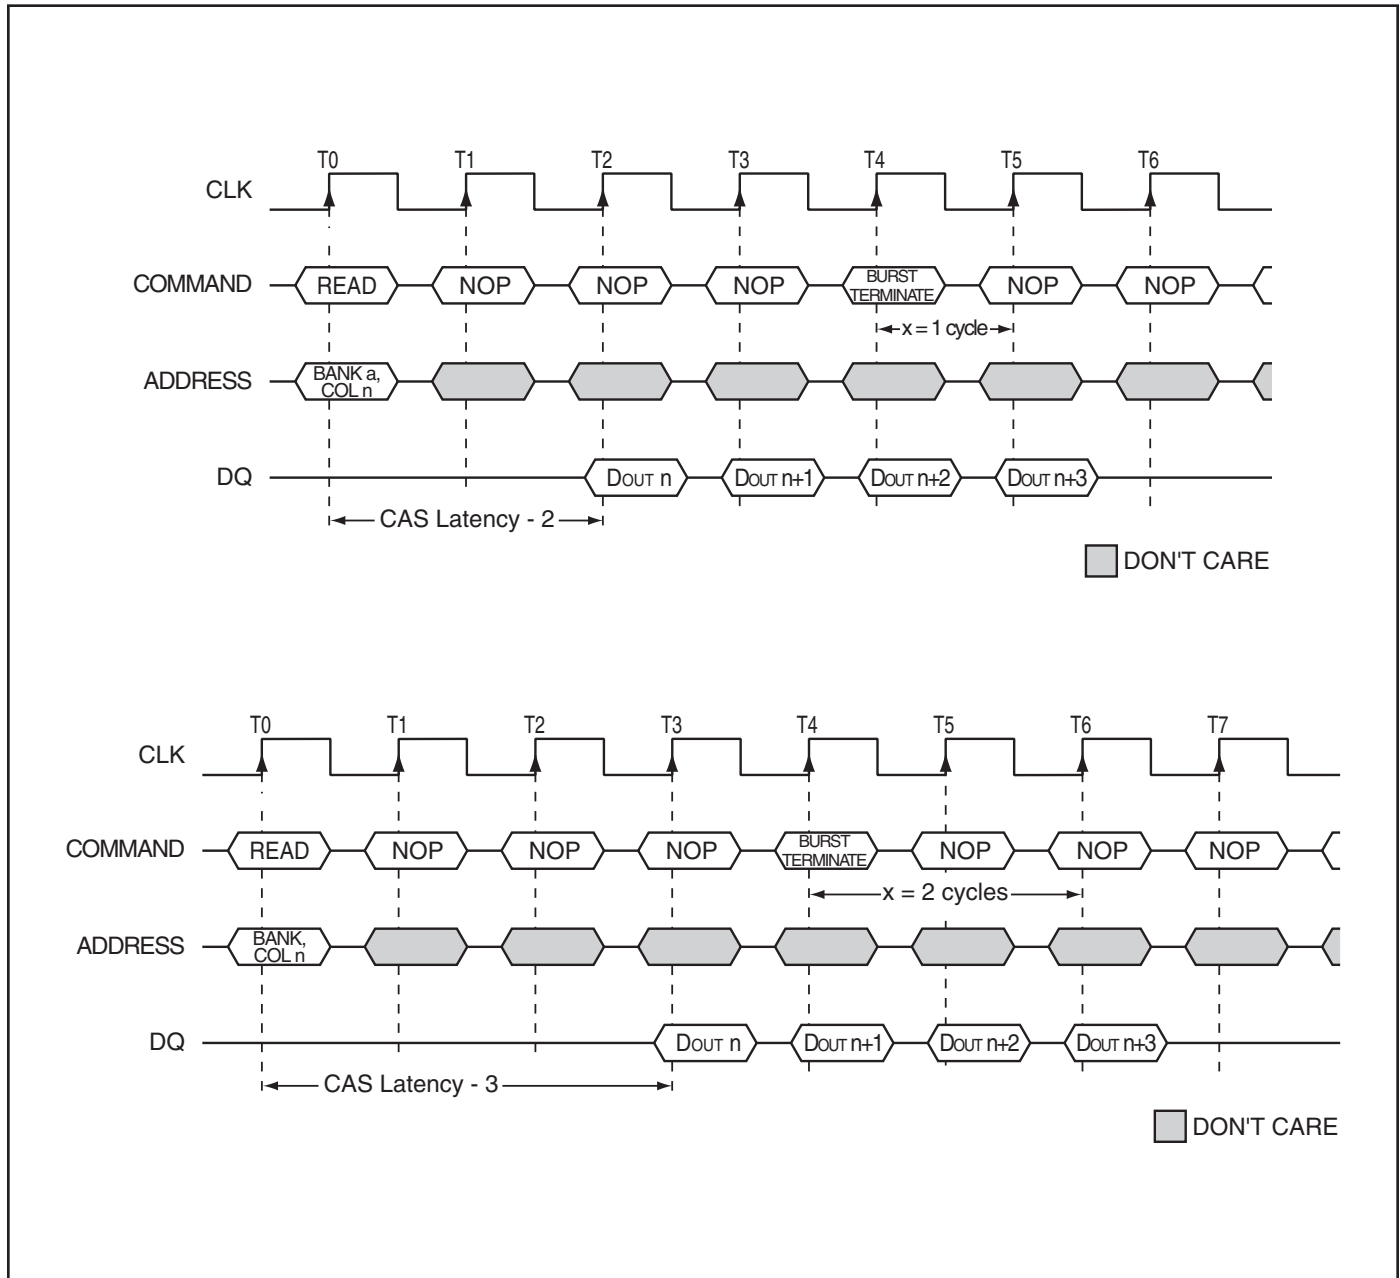 T0 T1 T2 T3 T4 T5 T6
CLK
COMMAND READ NOP NOP NOP BURST TERMINATE NOP NOP
x = 1 cycle
ADDRESS BANK a, COL n
DQ DOUT n DOUT n+1 DOUT n+2 DOUT n+3
CAS Latency - 2
DON'T CARE
T0 T1 T2 T3 T4 T5 T6 T7
CLK
COMMAND READ NOP NOP NOP BURST TERMINATE NOP NOP NOP
x = 2 cycles
ADDRESS BANK, COL n
DQ DOUT n DOUT n+1 DOUT n+2 DOUT n+3
CAS Latency - 3
DON'T CARE